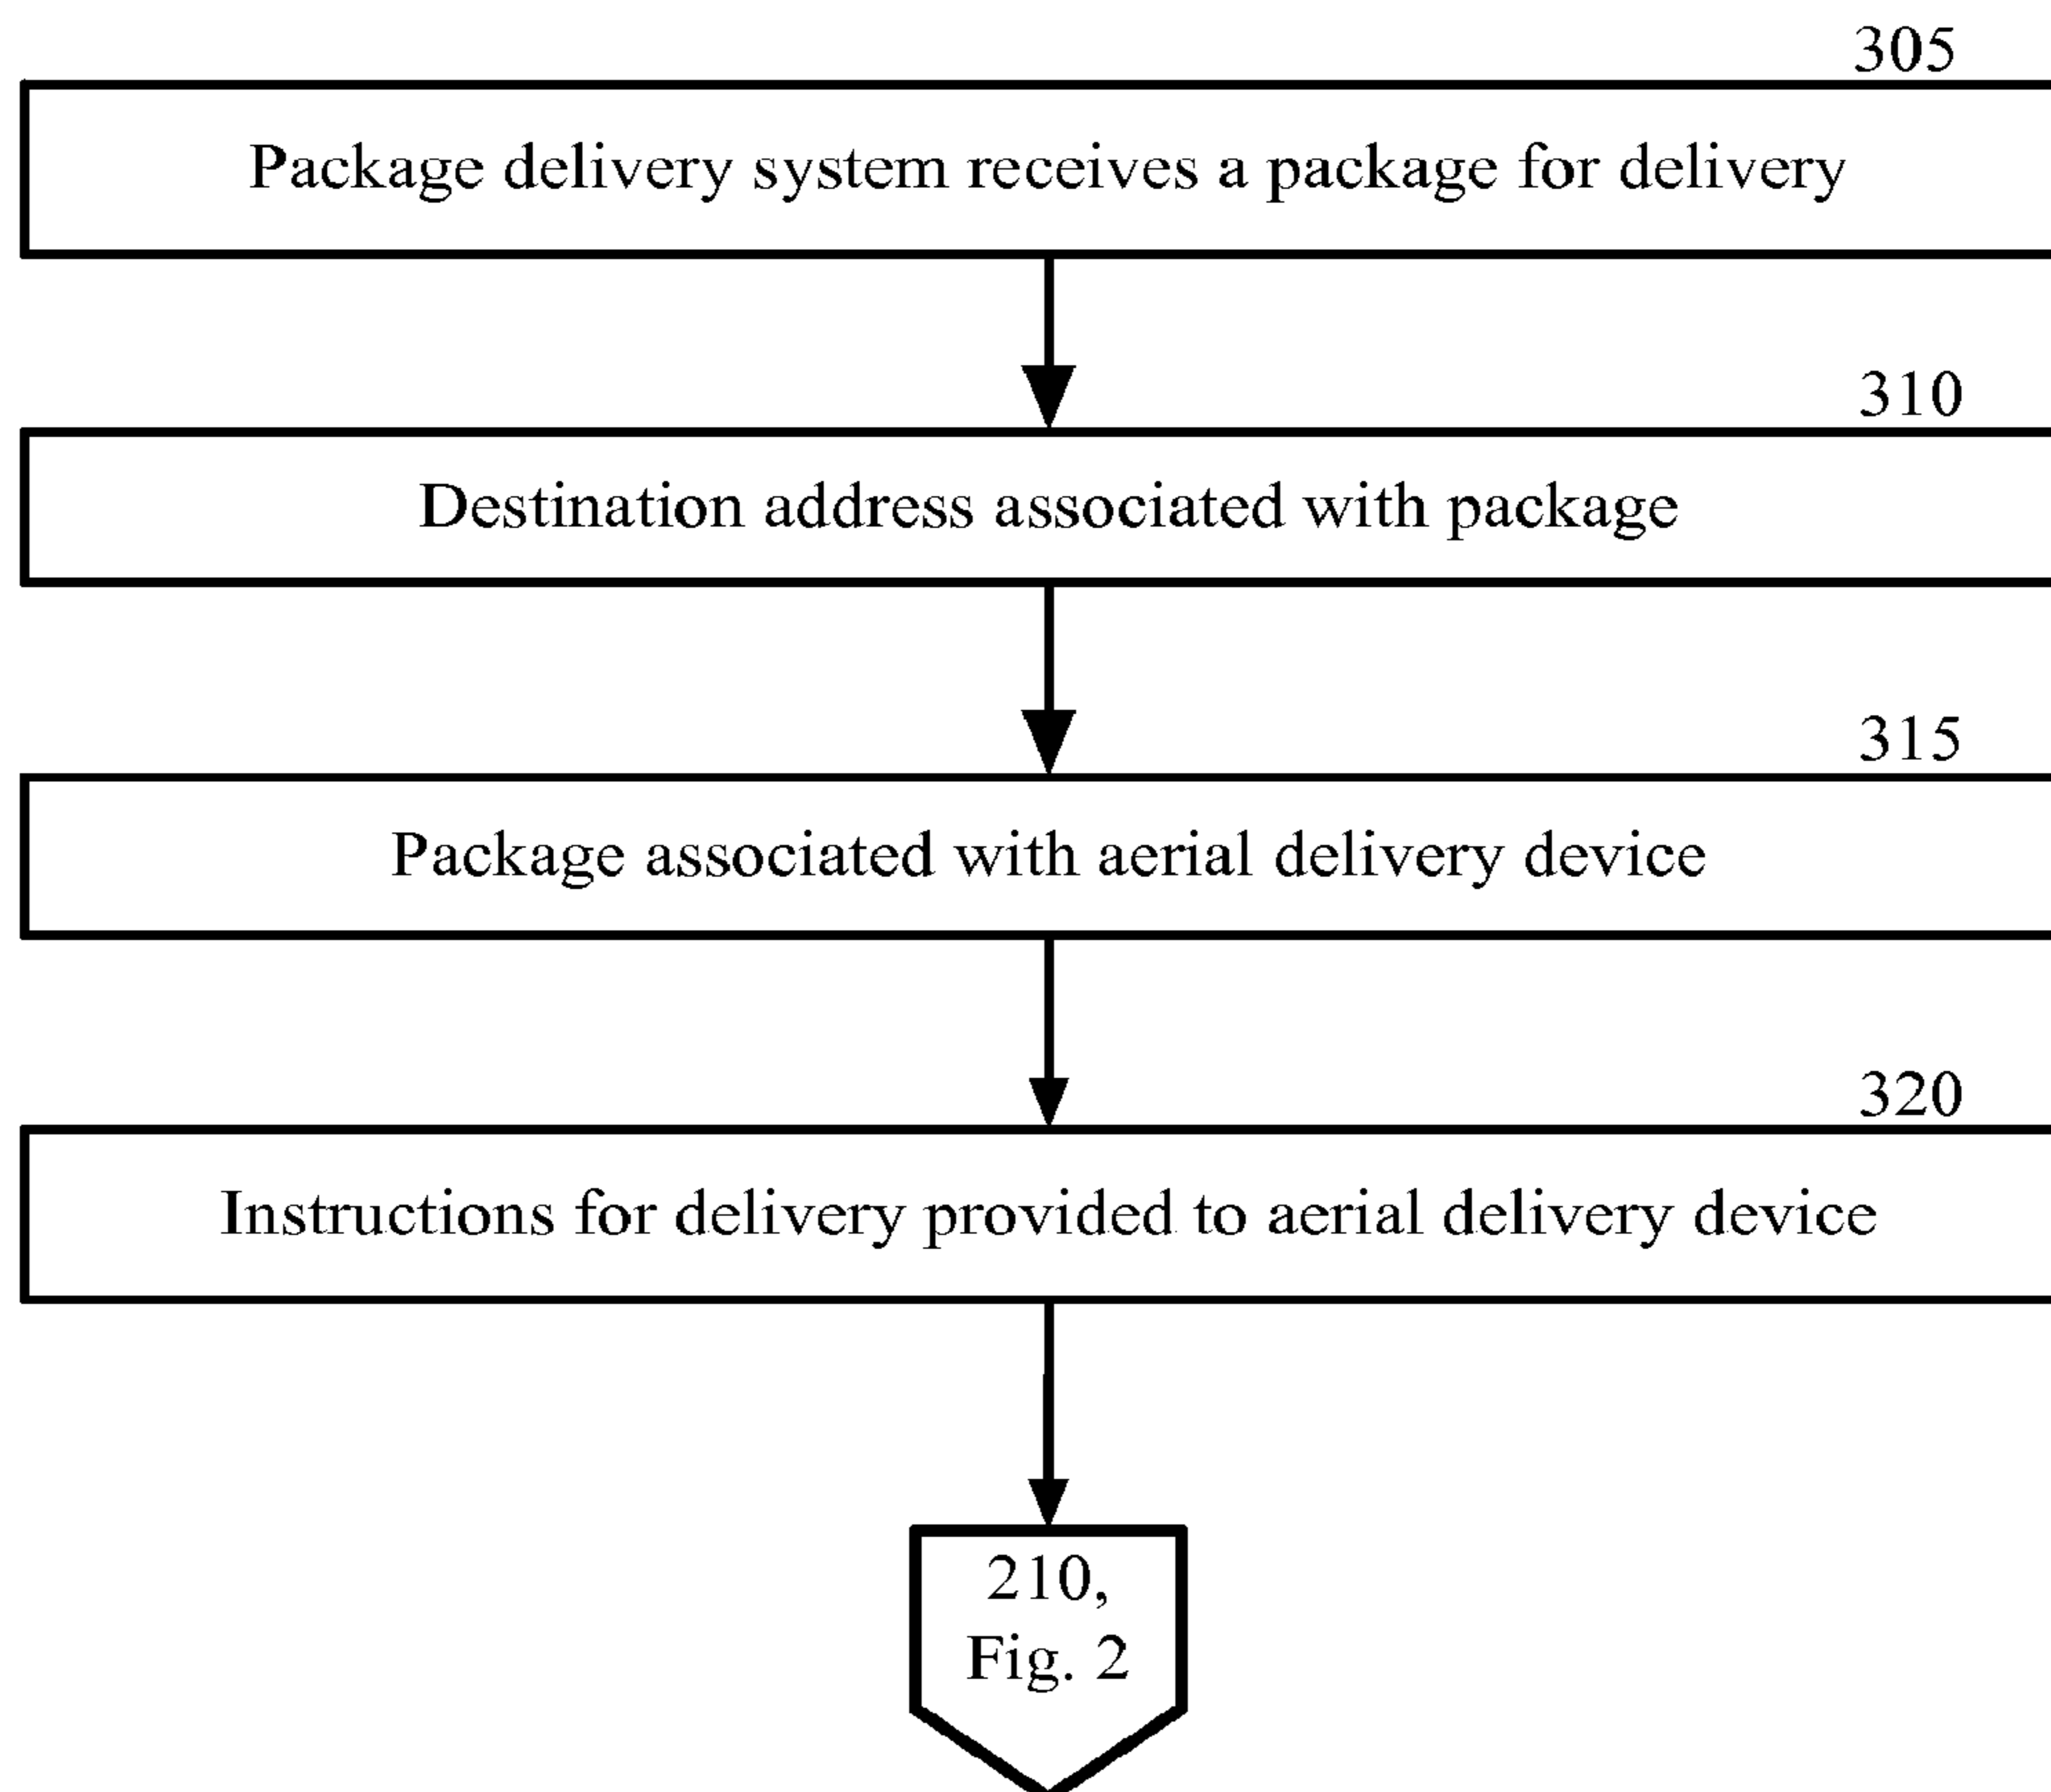 305
Package delivery system receives a package for delivery
310
Destination address associated with package
315
Package associated with aerial delivery device
320
Instructions for delivery provided to aerial delivery device
210,
Fig. 2